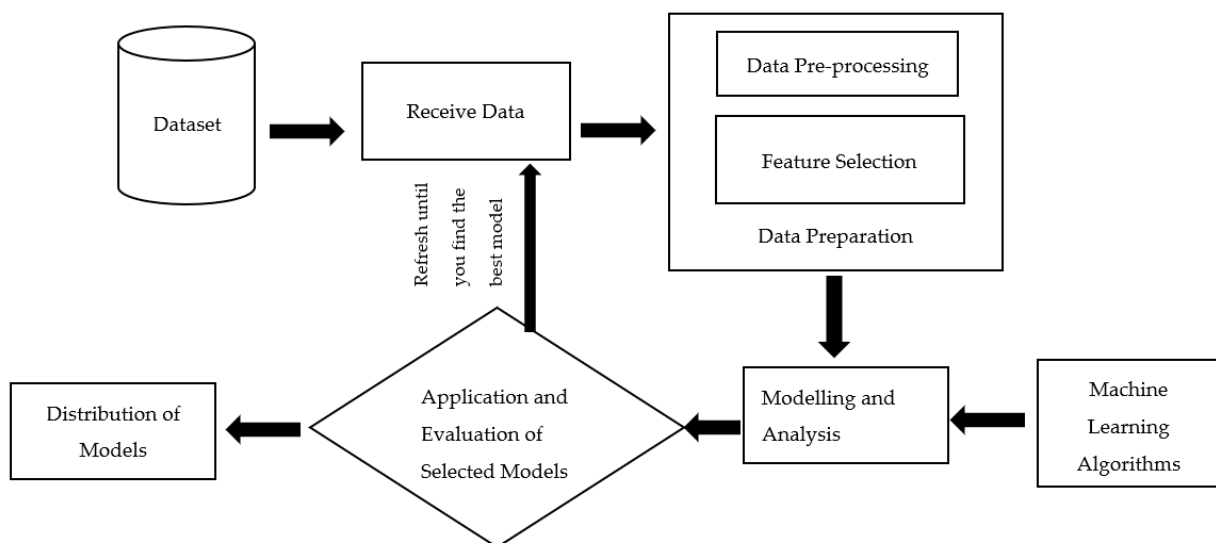 Dataset
Receive Data
Data Pre-processing
Feature Selection
Data Preparation
Refresh until
you find the
best model
Distribution of
Models
Application and
Evaluation of
Selected Models
Modelling and
Analysis
Machine
Learning
Algorithms